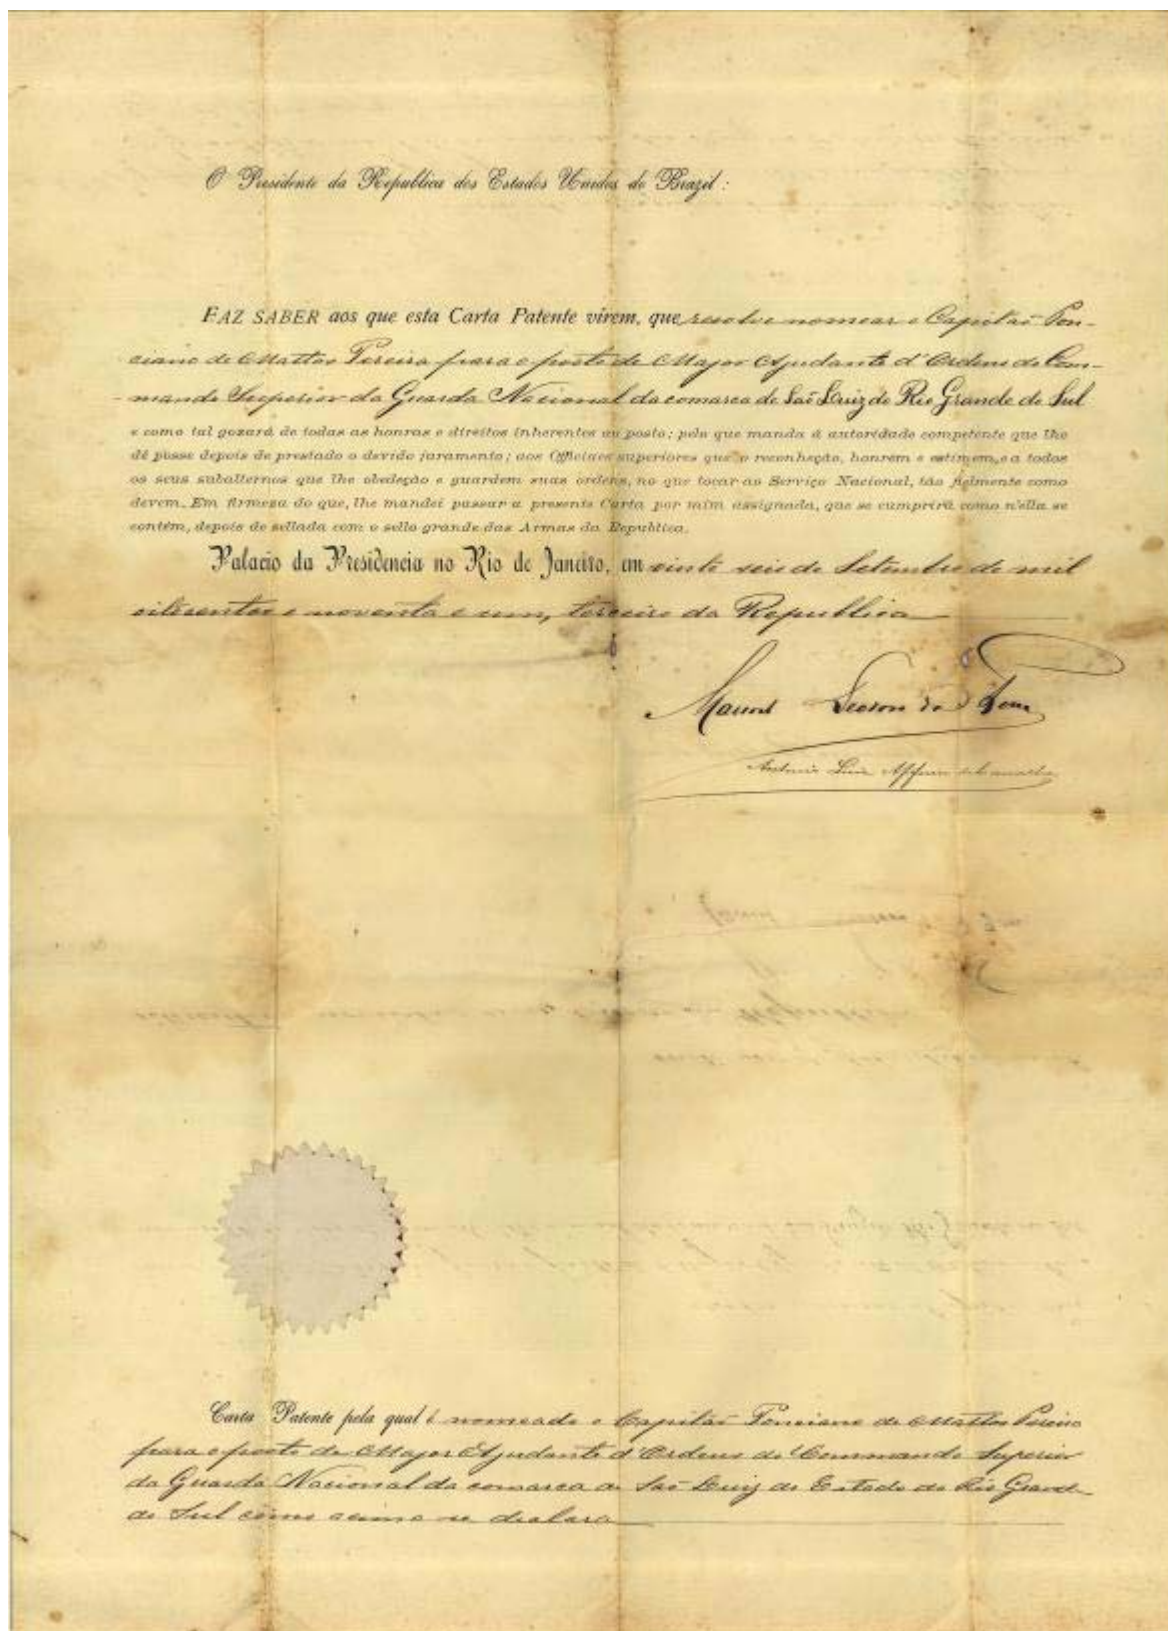 O Presidente da Republica dos Estados Unidos do Brazil:
FAZ SABER aos que esta Carta Patente virem, que resolve nomear o Capitão Pon-
ciano de Mattos Pereira para o posto de Major Ajudante d'Ordens do Com-
mando Superior da Guarda Nacional da comarca de São Luiz do Rio Grande do Sul
e como tal gozará de todas as honras e direitos inherentes ao posto; pelo que manda á autoridade competente que lhe
dê posse depois de prestado o devido juramento; aos Officiaes superiores que o reconheção, honrem e estimem, e a todos
os seus subalternos que lhe obedeção e guardem suas ordens, no que tocar ao Serviço Nacional, tão fielmente como
devem. Em firmeza do que, lhe mandei passar a presente Carta por mim assignada, que se cumprirá como n'ella se
contém, depois de sellada com o sello grande das Armas da Republica.
Palacio da Presidencia no Rio de Janeiro, em vinte seis de Setembro de mil
oitocentos e noventa e um, terceiro da Republica
Manoel Deodoro da Fonseca
Antonio Luiz Affonso de Carvalho
Carta Patente pela qual é nomeado o Capitão Ponciano de Mattos Pereira
para o posto de Major Ajudante d'Ordens do Commando Superior
da Guarda Nacional da comarca de São Luiz do Estado do Rio Grande
do Sul como acima se declara